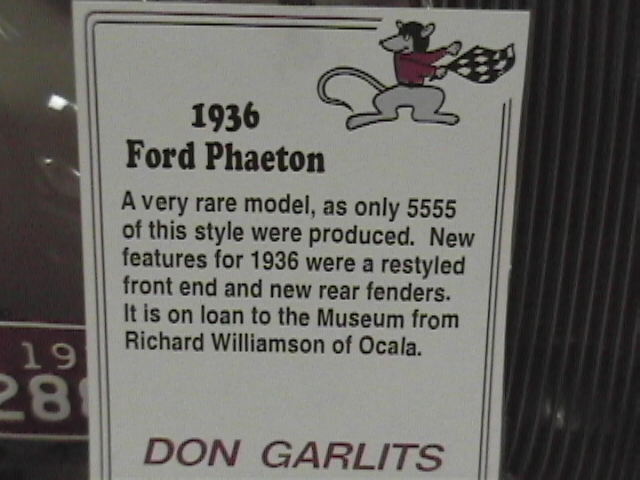 1936
Ford Phaeton
A very rare model, as only 5555
of this style were produced. New
features for 1936 were a restyled
front end and new rear fenders.
It is on loan to the Museum from
Richard Williamson of Ocala.
DON GARLITS
19
28